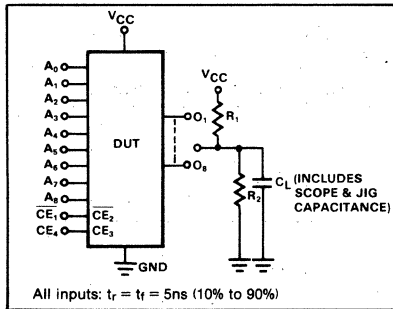 VCC
A0
A1
A2
A3
A4
A5
A6
A7
A8
CE1
CE4
DUT
CE2
CE3
GND
O1
O8
VCC
R1
R2
CL (INCLUDES
SCOPE & JIG
CAPACITANCE)
All inputs: tr = tf = 5ns (10% to 90%)